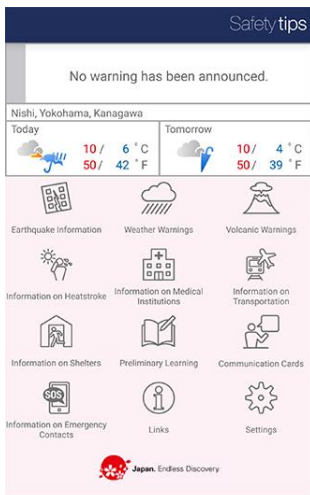 Safety tips
No warning has been announced.
Nishi, Yokohama, Kanagawa
Today
Tomorrow
10 / 6 °C
10 / 4 °C
50 / 42 °F
50 / 39 °F
Earthquake Information
Weather Warnings
Volcanic Warnings
Information on Heatstroke
Information on Medical
Institutions
Information on
Transportation
Information on Shelters
Preliminary Learning
Communication Cards
SOS
Information on Emergency
Contacts
Links
Settings
Japan. Endless Discovery.